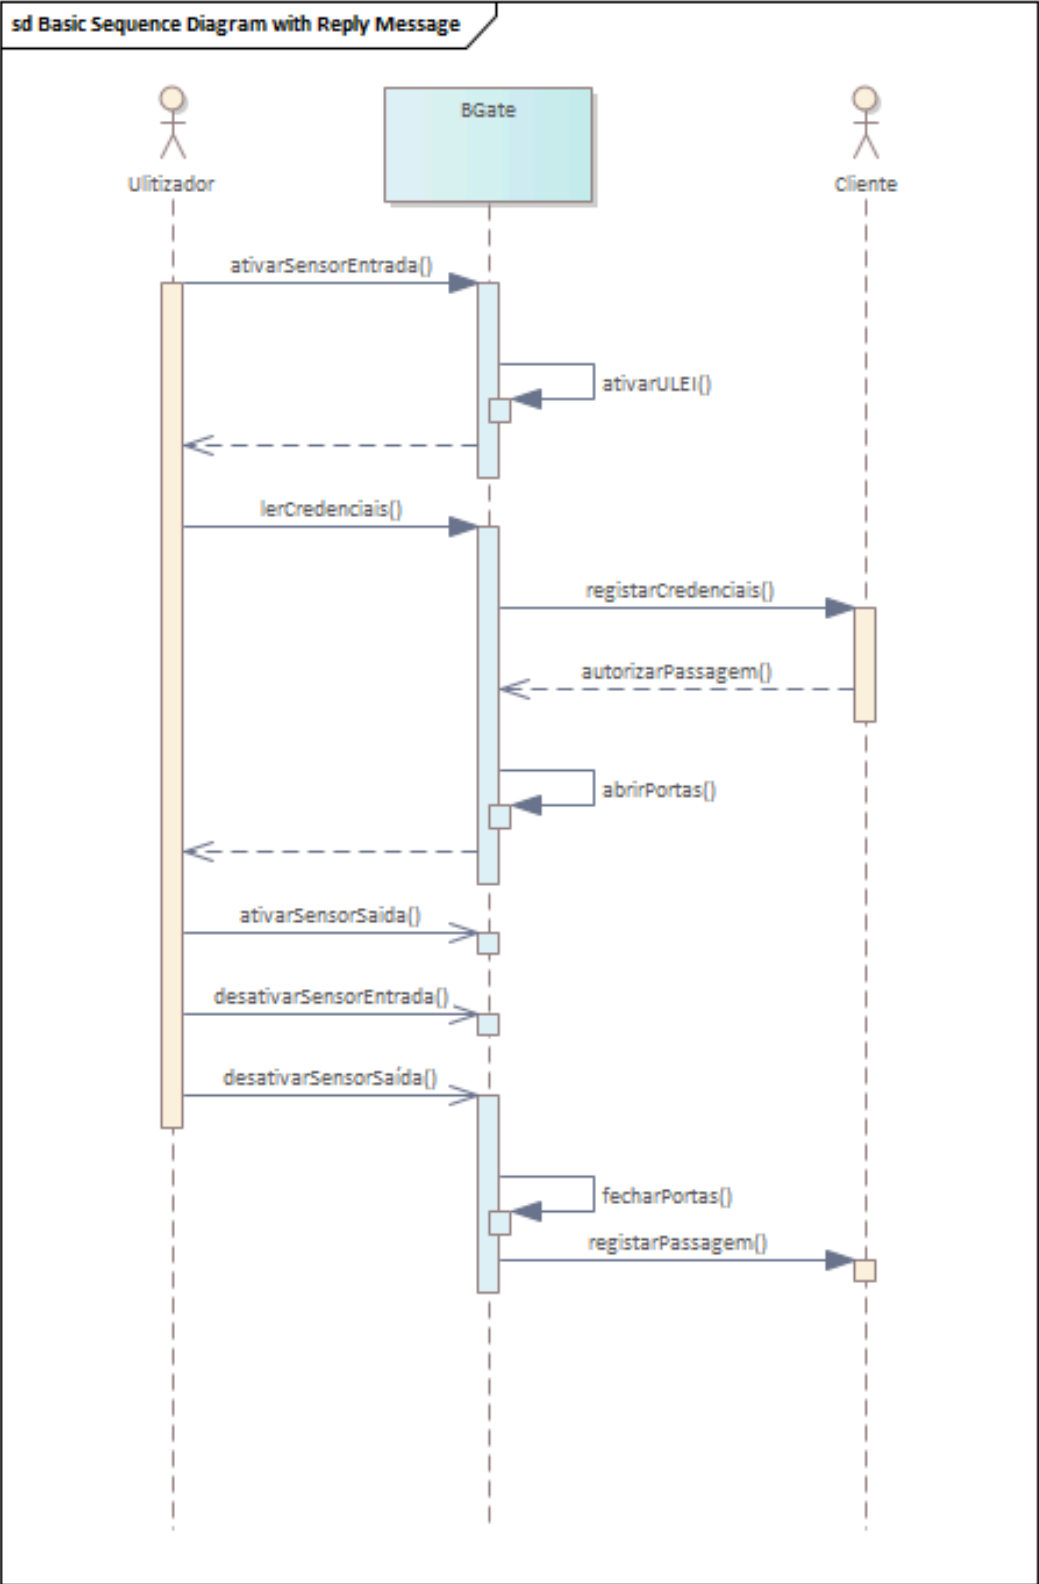 sd Basic Sequence Diagram with Reply Message
BGate
Ulitizador
Cliente
ativarSensorEntrada()
ativarULEI()
lerCredenciais()
registarCredenciais()
autorizarPassagem()
abrirPortas()
ativarSensorSaida()
desativarSensorEntrada()
desativarSensorSaída()
fecharPortas()
registarPassagem()